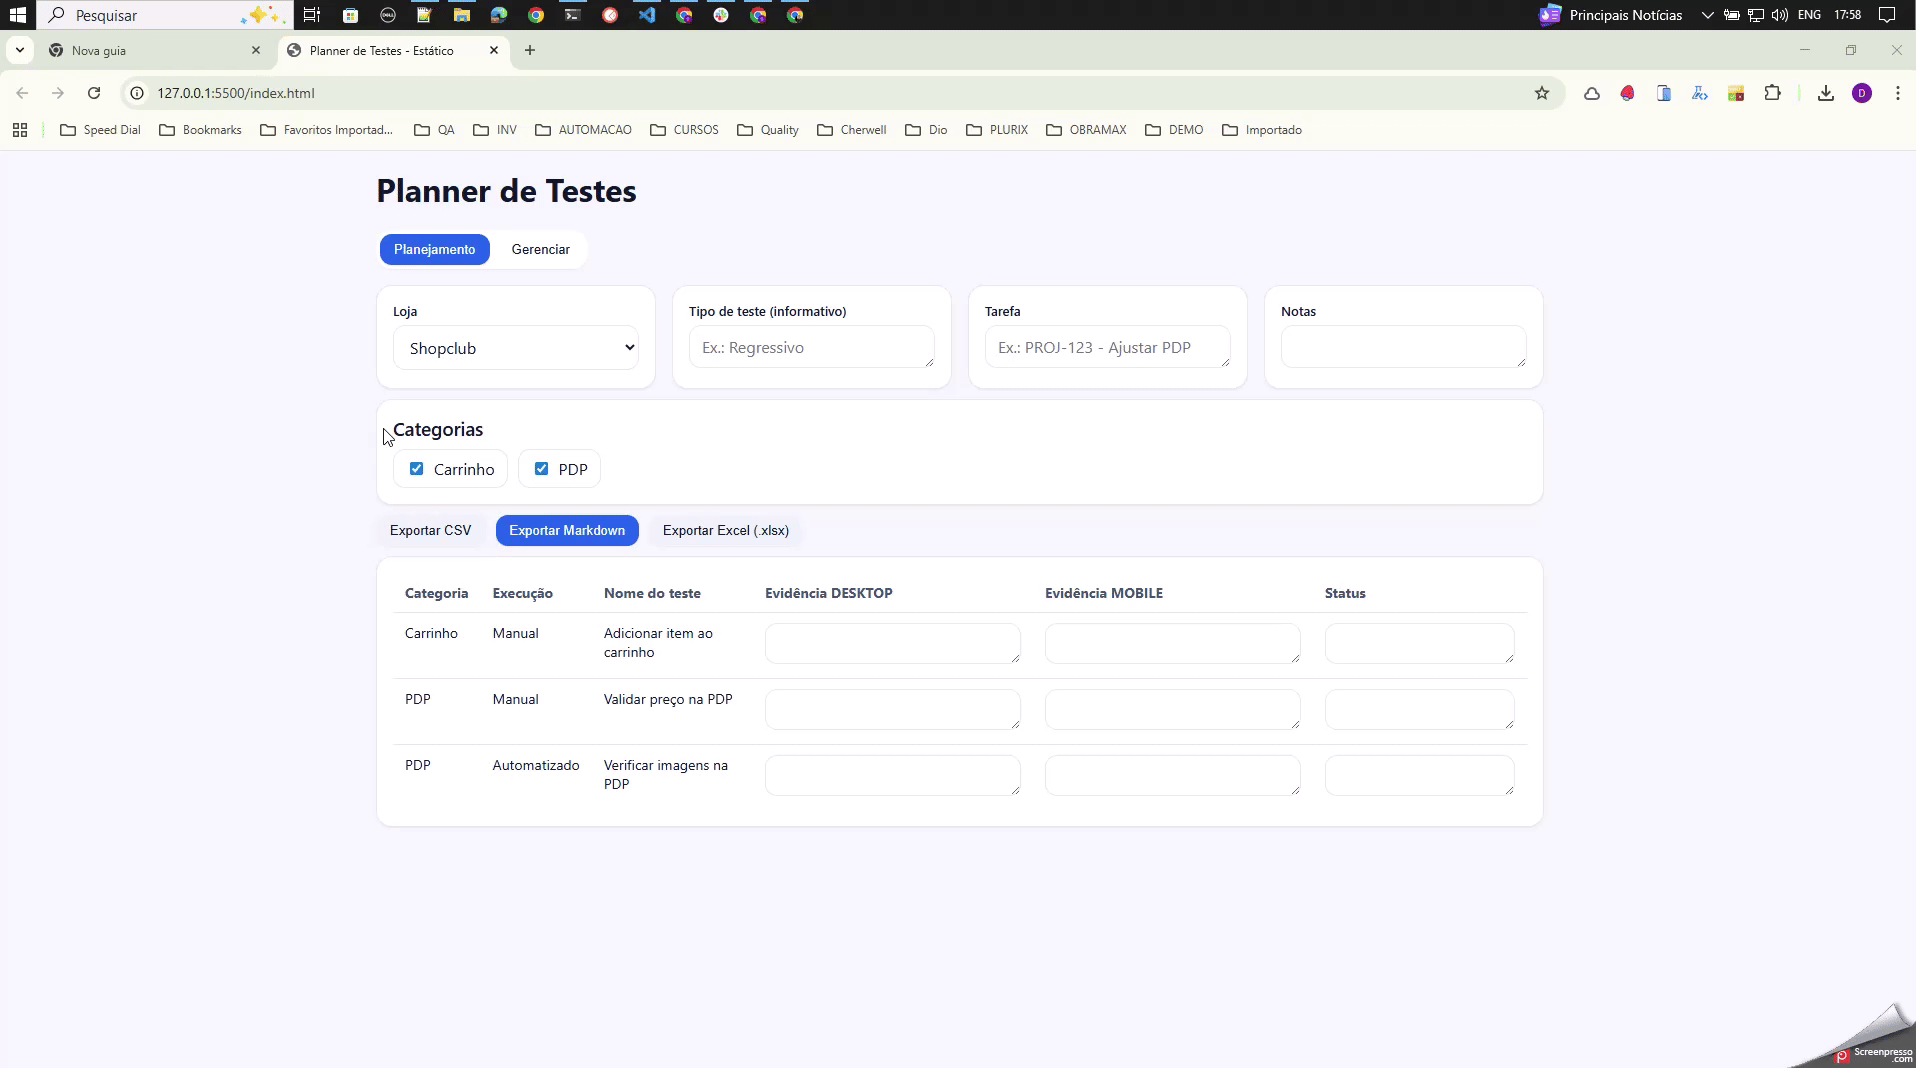 Pesquisar
Principais Notícias
ENG
17:58
Nova guia
Planner de Testes - Estático
127.0.0.1:5500/index.html
D
Speed Dial
Bookmarks
Favoritos Importad...
QA
INV
AUTOMACAO
CURSOS
Quality
Cherwell
Dio
PLURIX
OBRAMAX
DEMO
Importado
Planner de Testes
Planejamento
Gerenciar
Loja
Tipo de teste (informativo)
Tarefa
Notas
Shopclub
Ex.: Regressivo
Ex.: PROJ-123 - Ajustar PDP
Categorias
Carrinho
PDP
Exportar CSV
Exportar Markdown
Exportar Excel (.xlsx)
Categoria
Execução
Nome do teste
Evidência DESKTOP
Evidência MOBILE
Status
Carrinho
Manual
Adicionar item ao
carrinho
PDP
Manual
Validar preço na PDP
PDP
Automatizado
Verificar imagens na
PDP
Screenpresso
.com